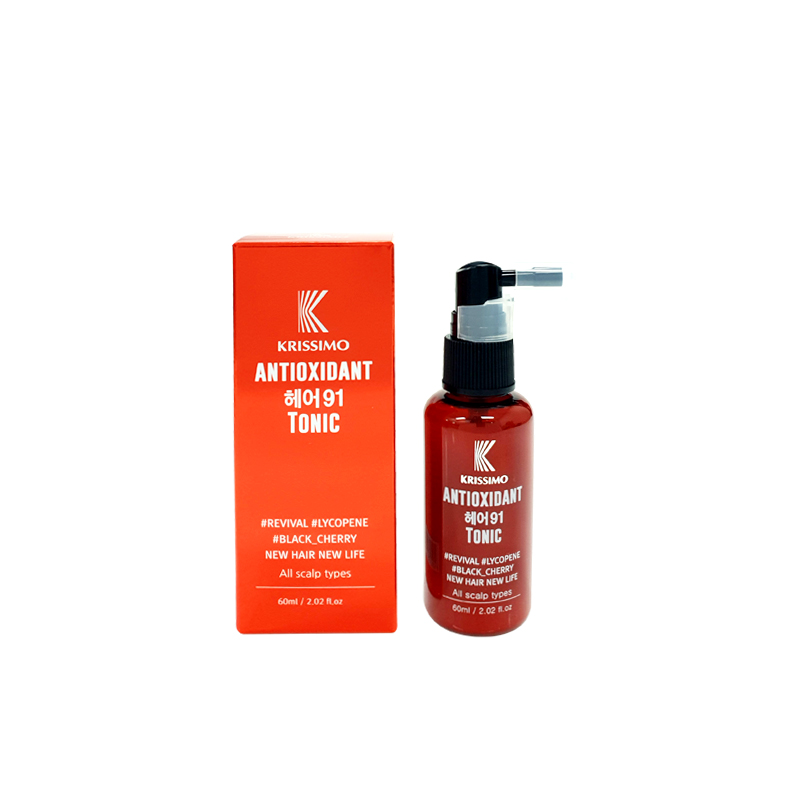 KRISSIMO
ANTIOXIDANT
헤어91
TONIC
#REVIVAL #LYCOPENE
#BLACK_CHERRY
NEW HAIR NEW LIFE
All scalp types
60ml / 2.02 fl.oz
KRISSIMO
ANTIOXIDANT
헤어91
TONIC
#REVIVAL #LYCOPENE
#BLACK_CHERRY
NEW HAIR NEW LIFE
All scalp types
60ml / 2.02 fl.oz